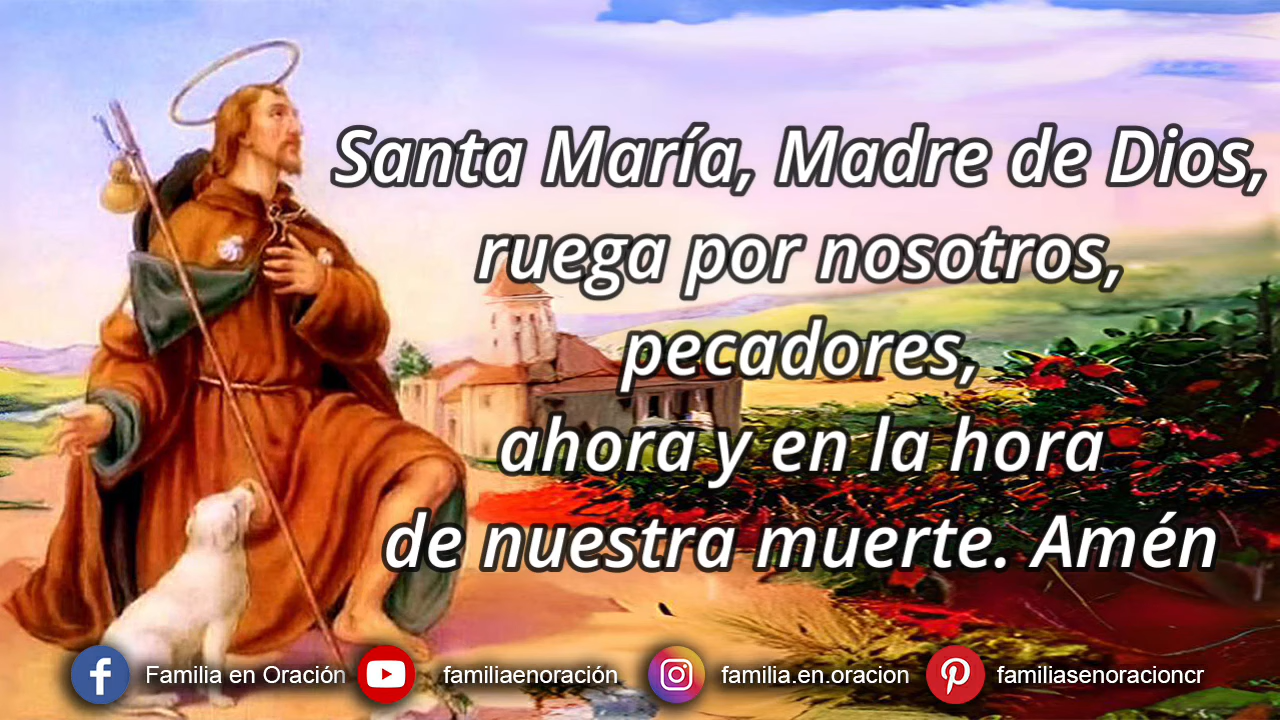 Santa María, Madre de Dios,
ruega por nosotros,
pecadores,
ahora y en la hora
de nuestra muerte. Amén
Familia en Oración familiaenoración familia.en.oracion familiasenoracioncr